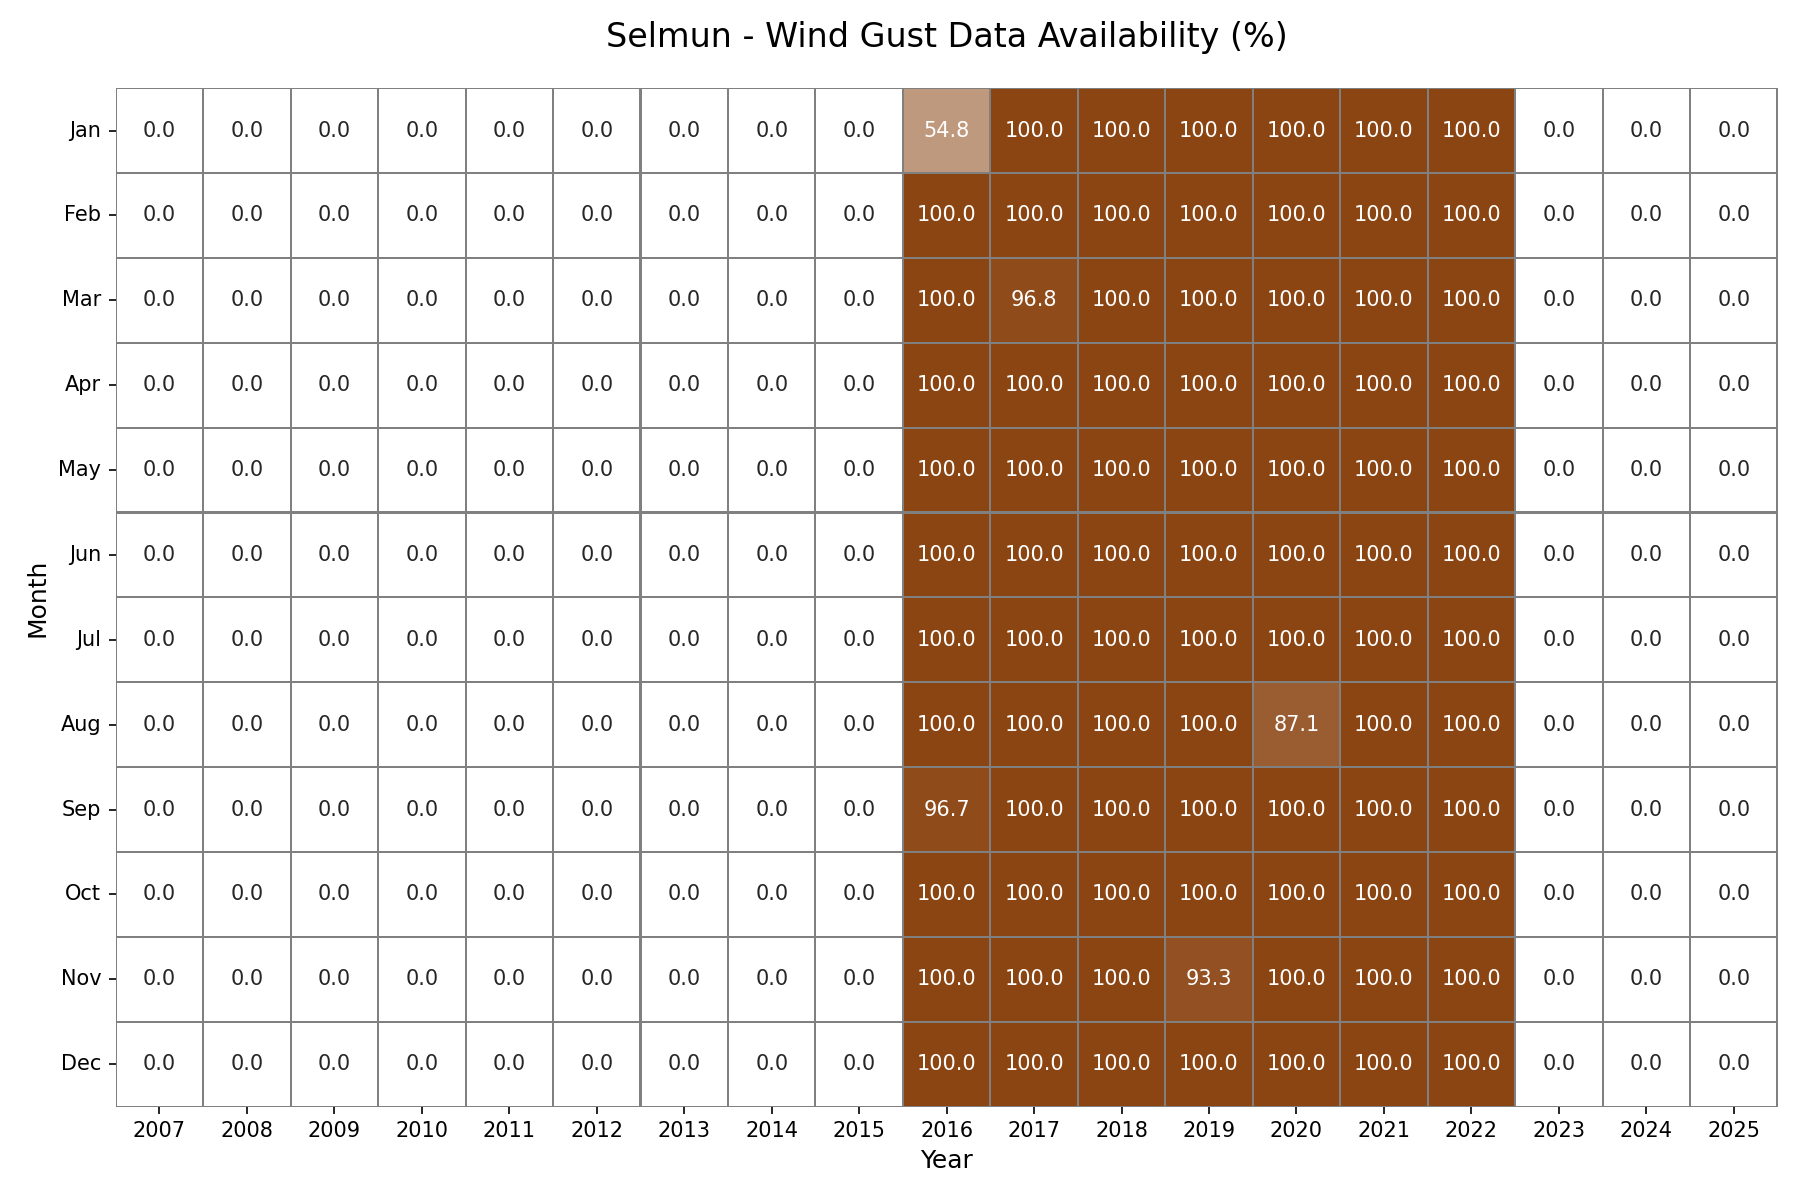 Selmun - Wind Gust Data Availability (%)
Jan 0.0 0.0 0.0 0.0 0.0 0.0 0.0 0.0 0.0 54.8 100.0 100.0 100.0 100.0 100.0 100.0 0.0 0.0 0.0
Feb 0.0 0.0 0.0 0.0 0.0 0.0 0.0 0.0 0.0 100.0 100.0 100.0 100.0 100.0 100.0 100.0 0.0 0.0 0.0
Mar 0.0 0.0 0.0 0.0 0.0 0.0 0.0 0.0 0.0 100.0 96.8 100.0 100.0 100.0 100.0 100.0 0.0 0.0 0.0
Apr 0.0 0.0 0.0 0.0 0.0 0.0 0.0 0.0 0.0 100.0 100.0 100.0 100.0 100.0 100.0 100.0 0.0 0.0 0.0
May 0.0 0.0 0.0 0.0 0.0 0.0 0.0 0.0 0.0 100.0 100.0 100.0 100.0 100.0 100.0 100.0 0.0 0.0 0.0
Jun 0.0 0.0 0.0 0.0 0.0 0.0 0.0 0.0 0.0 100.0 100.0 100.0 100.0 100.0 100.0 100.0 0.0 0.0 0.0
Month
Jul 0.0 0.0 0.0 0.0 0.0 0.0 0.0 0.0 0.0 100.0 100.0 100.0 100.0 100.0 100.0 100.0 0.0 0.0 0.0
Aug 0.0 0.0 0.0 0.0 0.0 0.0 0.0 0.0 0.0 100.0 100.0 100.0 100.0 87.1 100.0 100.0 0.0 0.0 0.0
Sep 0.0 0.0 0.0 0.0 0.0 0.0 0.0 0.0 0.0 96.7 100.0 100.0 100.0 100.0 100.0 100.0 0.0 0.0 0.0
Oct 0.0 0.0 0.0 0.0 0.0 0.0 0.0 0.0 0.0 100.0 100.0 100.0 100.0 100.0 100.0 100.0 0.0 0.0 0.0
Nov 0.0 0.0 0.0 0.0 0.0 0.0 0.0 0.0 0.0 100.0 100.0 100.0 93.3 100.0 100.0 100.0 0.0 0.0 0.0
Dec 0.0 0.0 0.0 0.0 0.0 0.0 0.0 0.0 0.0 100.0 100.0 100.0 100.0 100.0 100.0 100.0 0.0 0.0 0.0
2007 2008 2009 2010 2011 2012 2013 2014 2015 2016 2017 2018 2019 2020 2021 2022 2023 2024 2025
Year